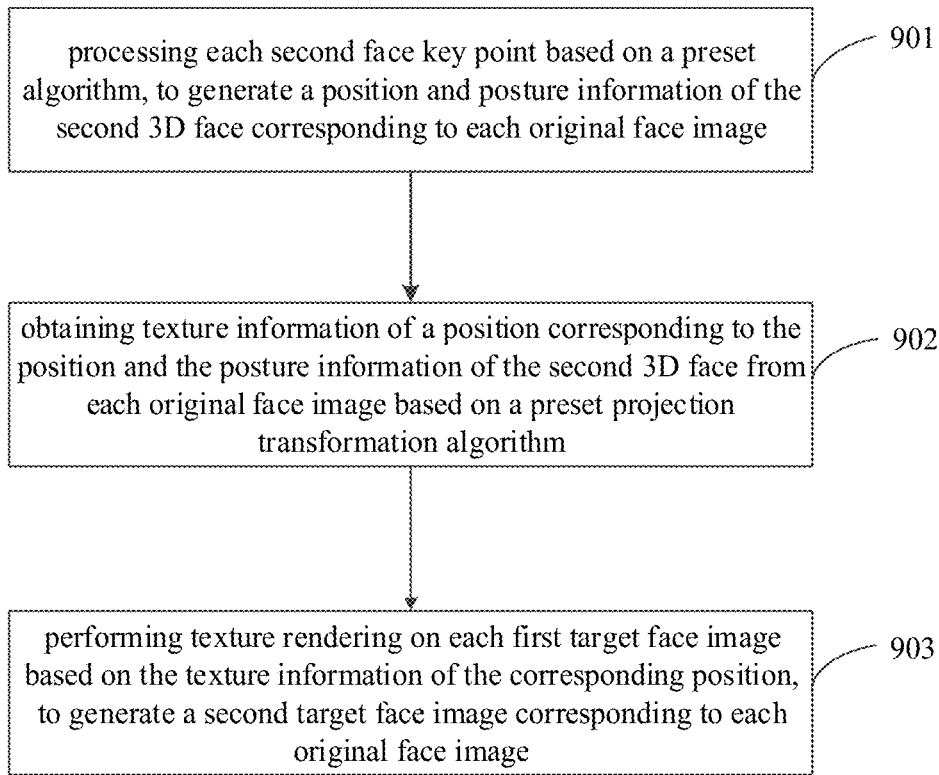 processing each second face key point based on a preset
algorithm, to generate a position and posture information of the
second 3D face corresponding to each original face image
901
obtaining texture information of a position corresponding to the
position and the posture information of the second 3D face from
each original face image based on a preset projection
transformation algorithm
902
performing texture rendering on each first target face image
based on the texture information of the corresponding position,
to generate a second target face image corresponding to each
original face image
903